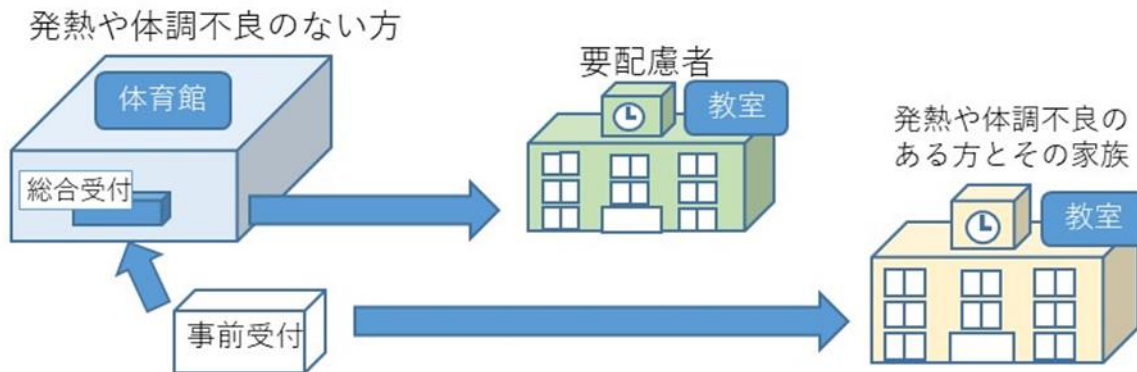 発熱や体調不良のない方
体育館
総合受付
事前受付
要配慮者
教室
発熱や体調不良の
ある方とその家族
教室